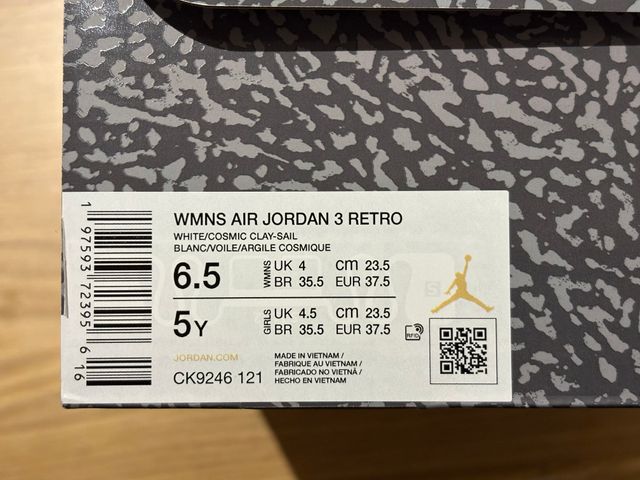 WMNS AIR JORDAN 3 RETRO
WHITE/COSMIC CLAY-SAIL
BLANC/VOILE/ARGILE COSMIQUE
6.5 WMNS UK 4 cm 23.5
BR 35.5 EUR 37.5
5Y GIRLS UK 4.5 cm 23.5
BR 35.5 EUR 37.5
RFID
JORDAN.COM
CK9246 121
MADE IN VIETNAM /
FABRIQUE AU VIETNAM /
FABRICADO NO VIETNÃ /
HECHO EN VIETNAM
1 97593 72395 6 16